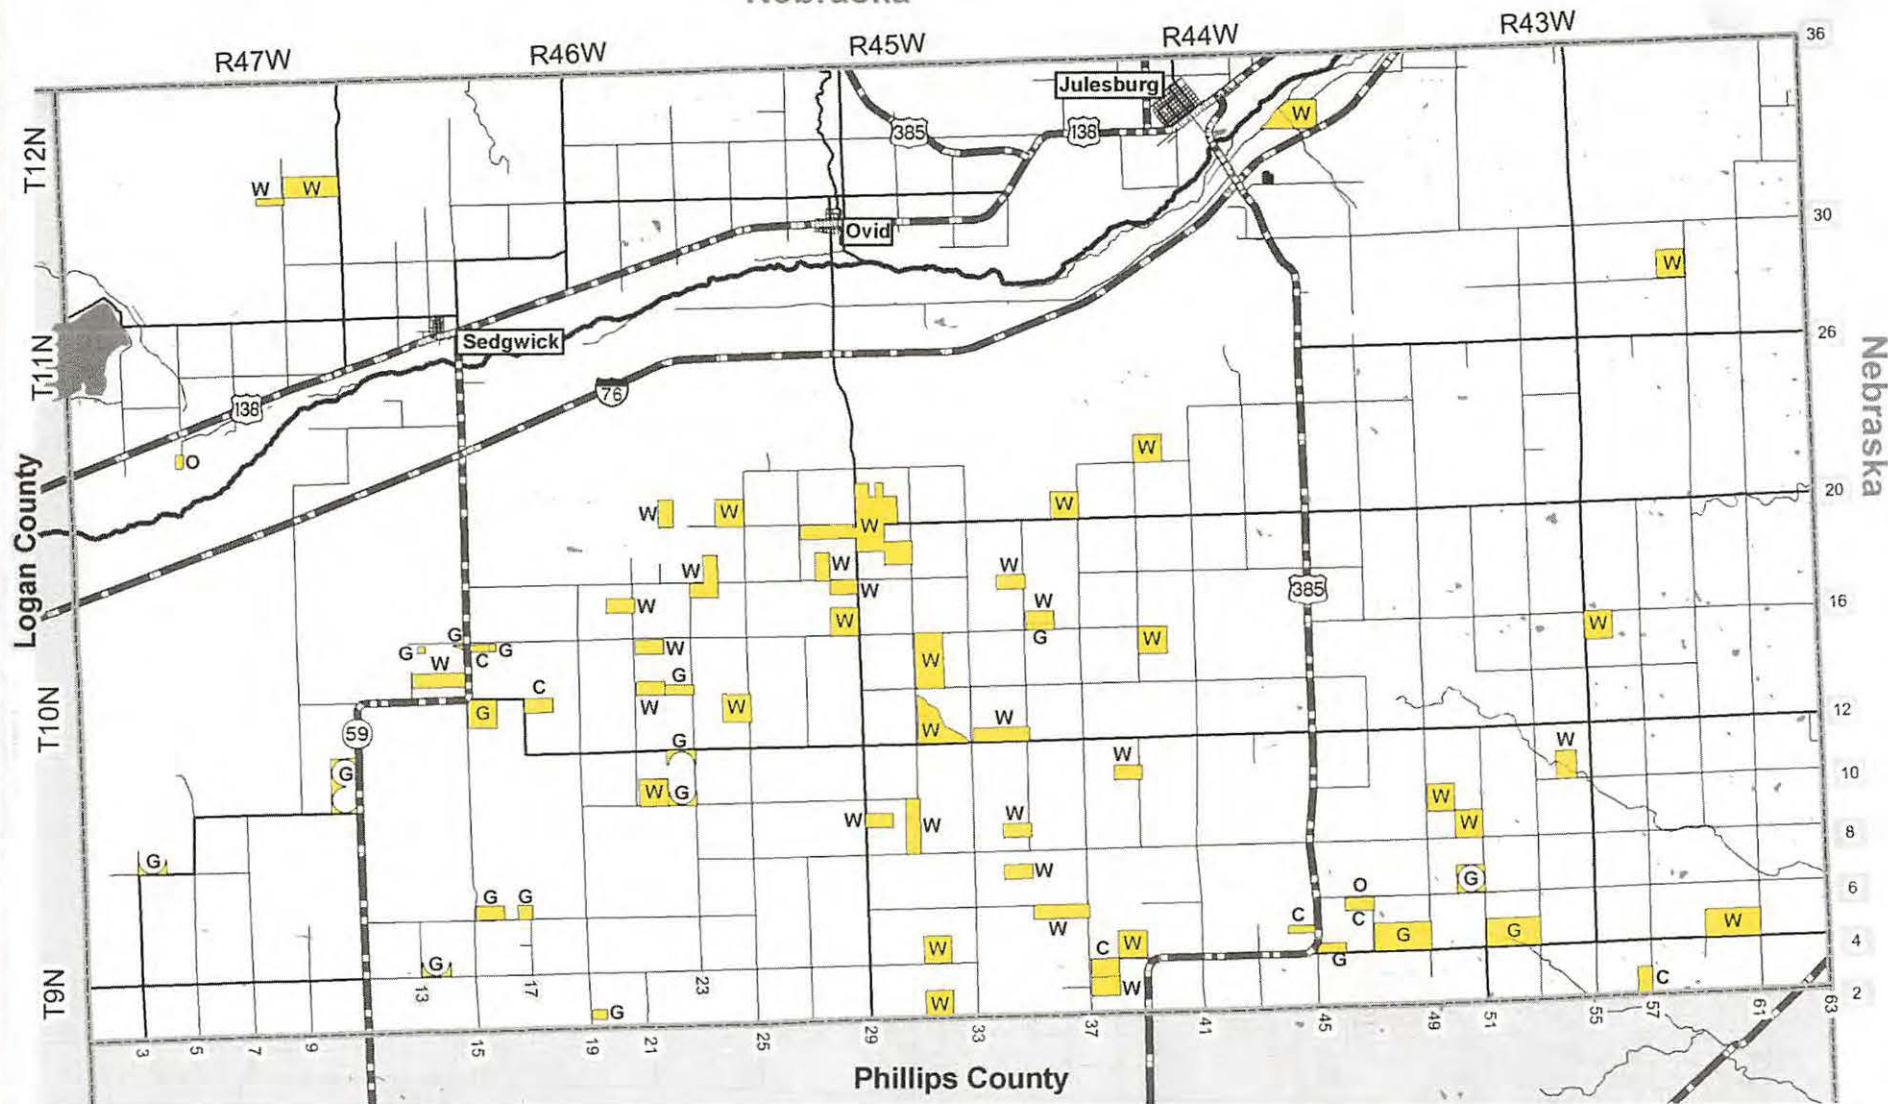 Nebraska
R47W
R46W
R45W
R44W
R43W
36
T12N
Julesburg
385
138
W
W
W
30
Ovid
W
T11N
Sedgwick
26
Nebraska
138
76
O
W
20
Logan County
W
W
W
W
W
W
W
W
W
W
385
W
W
16
G
G
G
C
W
W
W
G
W
W
W
G
C
W
W
12
T10N
G
W
W
59
G
W
W
G
W
10
W
G
W
W
W
W
W
8
G
W
G
6
G
G
O
C
C
W
W
G
G
W
4
W
C
W
G
G
C
T9N
13
17
23
W
W
2
G
3
5
7
9
15
19
21
25
29
33
37
41
45
49
51
55
57
61
63
Phillips County